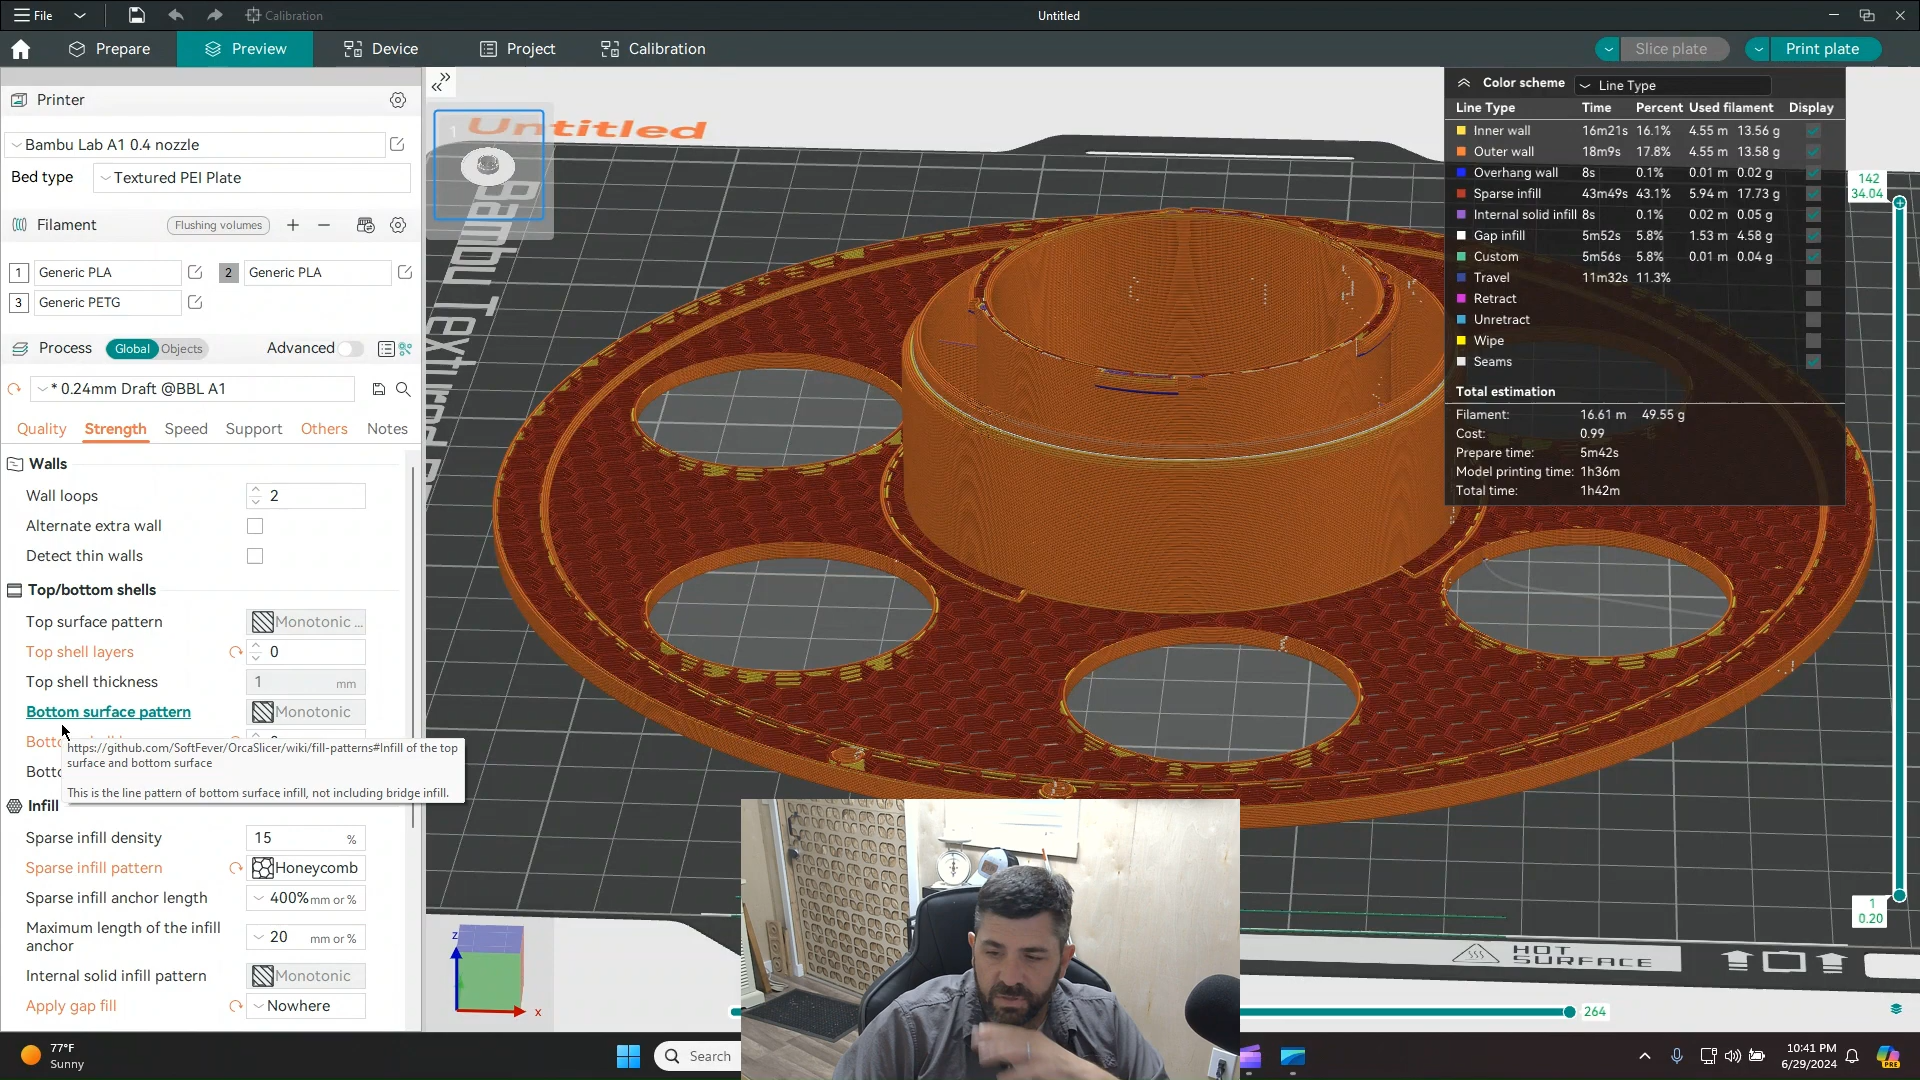 File
Calibration
Untitled
Prepare
Preview
Device
Project
Calibration
Slice plate
Print plate
Printer
Bambu Lab A1 0.4 nozzle
Bed type
Textured PEI Plate
Filament
Flushing volumes
1
Generic PLA
2
Generic PLA
3
Generic PETG
Process
Global
Objects
Advanced
* 0.24mm Draft @BBL A1
Quality
Strength
Speed
Support
Others
Notes
Walls
Wall loops
2
Alternate extra wall
Detect thin walls
Top/bottom shells
Top surface pattern
Monotonic ...
Top shell layers
0
Top shell thickness
1 mm
Bottom surface pattern
Monotonic
https://github.com/SoftFever/OrcaSlicer/wiki/fill-patterns#Infill of the top
surface and bottom surface
This is the line pattern of bottom surface infill, not including bridge infill.
Infill
Sparse infill density
15 %
Sparse infill pattern
Honeycomb
Sparse infill anchor length
400% mm or %
Maximum length of the infill
anchor
20 mm or %
Internal solid infill pattern
Monotonic
Apply gap fill
Nowhere
1
Untitled
Bambu Textured
Color scheme
Line Type
Line Type Time Percent Used filament Display
Inner wall 16m21s 16.1% 4.55 m 13.56 g
Outer wall 18m9s 17.8% 4.55 m 13.58 g
Overhang wall 8s 0.1% 0.01 m 0.02 g
Sparse infill 43m49s 43.1% 5.94 m 17.73 g
Internal solid infill 8s 0.1% 0.02 m 0.05 g
Gap infill 5m52s 5.8% 1.53 m 4.58 g
Custom 5m56s 5.8% 0.01 m 0.04 g
Travel 11m32s 11.3%
Retract
Unretract
Wipe
Seams
Total estimation
Filament: 16.61 m 49.55 g
Cost: 0.99
Prepare time: 5m42s
Model printing time: 1h36m
Total time: 1h42m
142
34.04
1
0.20
HOT
SURFACE
z
x
264
77°F
Sunny
Search
10:41 PM
6/29/2024
PRE